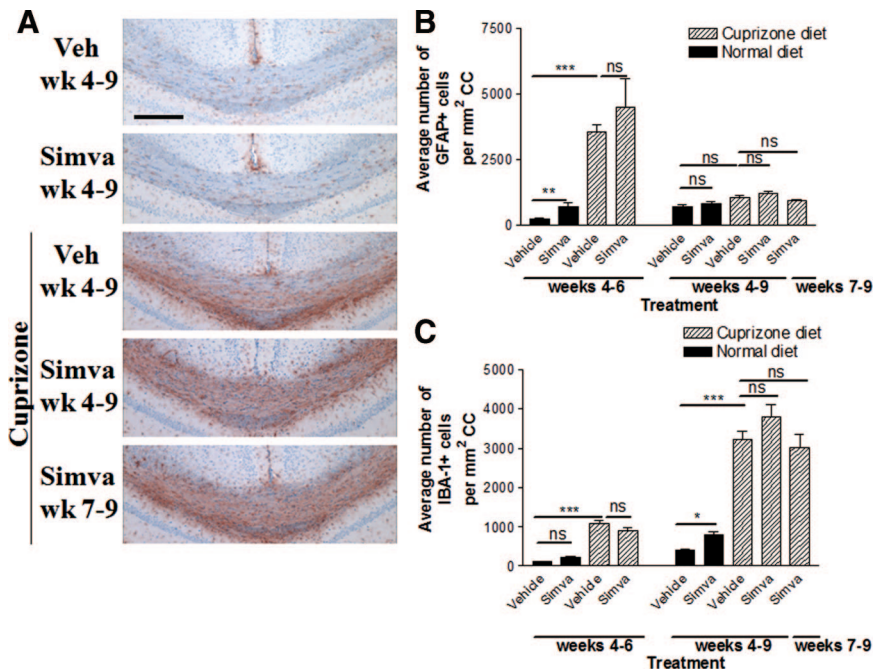 A
Veh
wk 4-9
Simva
wk 4-9
Cuprizone
Veh
wk 4-9
Simva
wk 4-9
Simva
wk 7-9
B
Average number of
GFAP+ cells
per mm² CC
7500
5000
2500
0
Cuprizone diet
Normal diet
***
ns
**
ns
ns
ns
ns
Vehicle
Simva
Vehicle
Simva
Vehicle
Simva
Vehicle
Simva
Simva
weeks 4-6
weeks 4-9
weeks 7-9
Treatment
C
Average number of
IBA-1+ cells
per mm² CC
5000
4000
3000
2000
1000
0
Cuprizone diet
Normal diet
***
ns
ns
ns
ns
***
*
Vehicle
Simva
Vehicle
Simva
Vehicle
Simva
Vehicle
Simva
Simva
weeks 4-6
weeks 4-9
weeks 7-9
Treatment